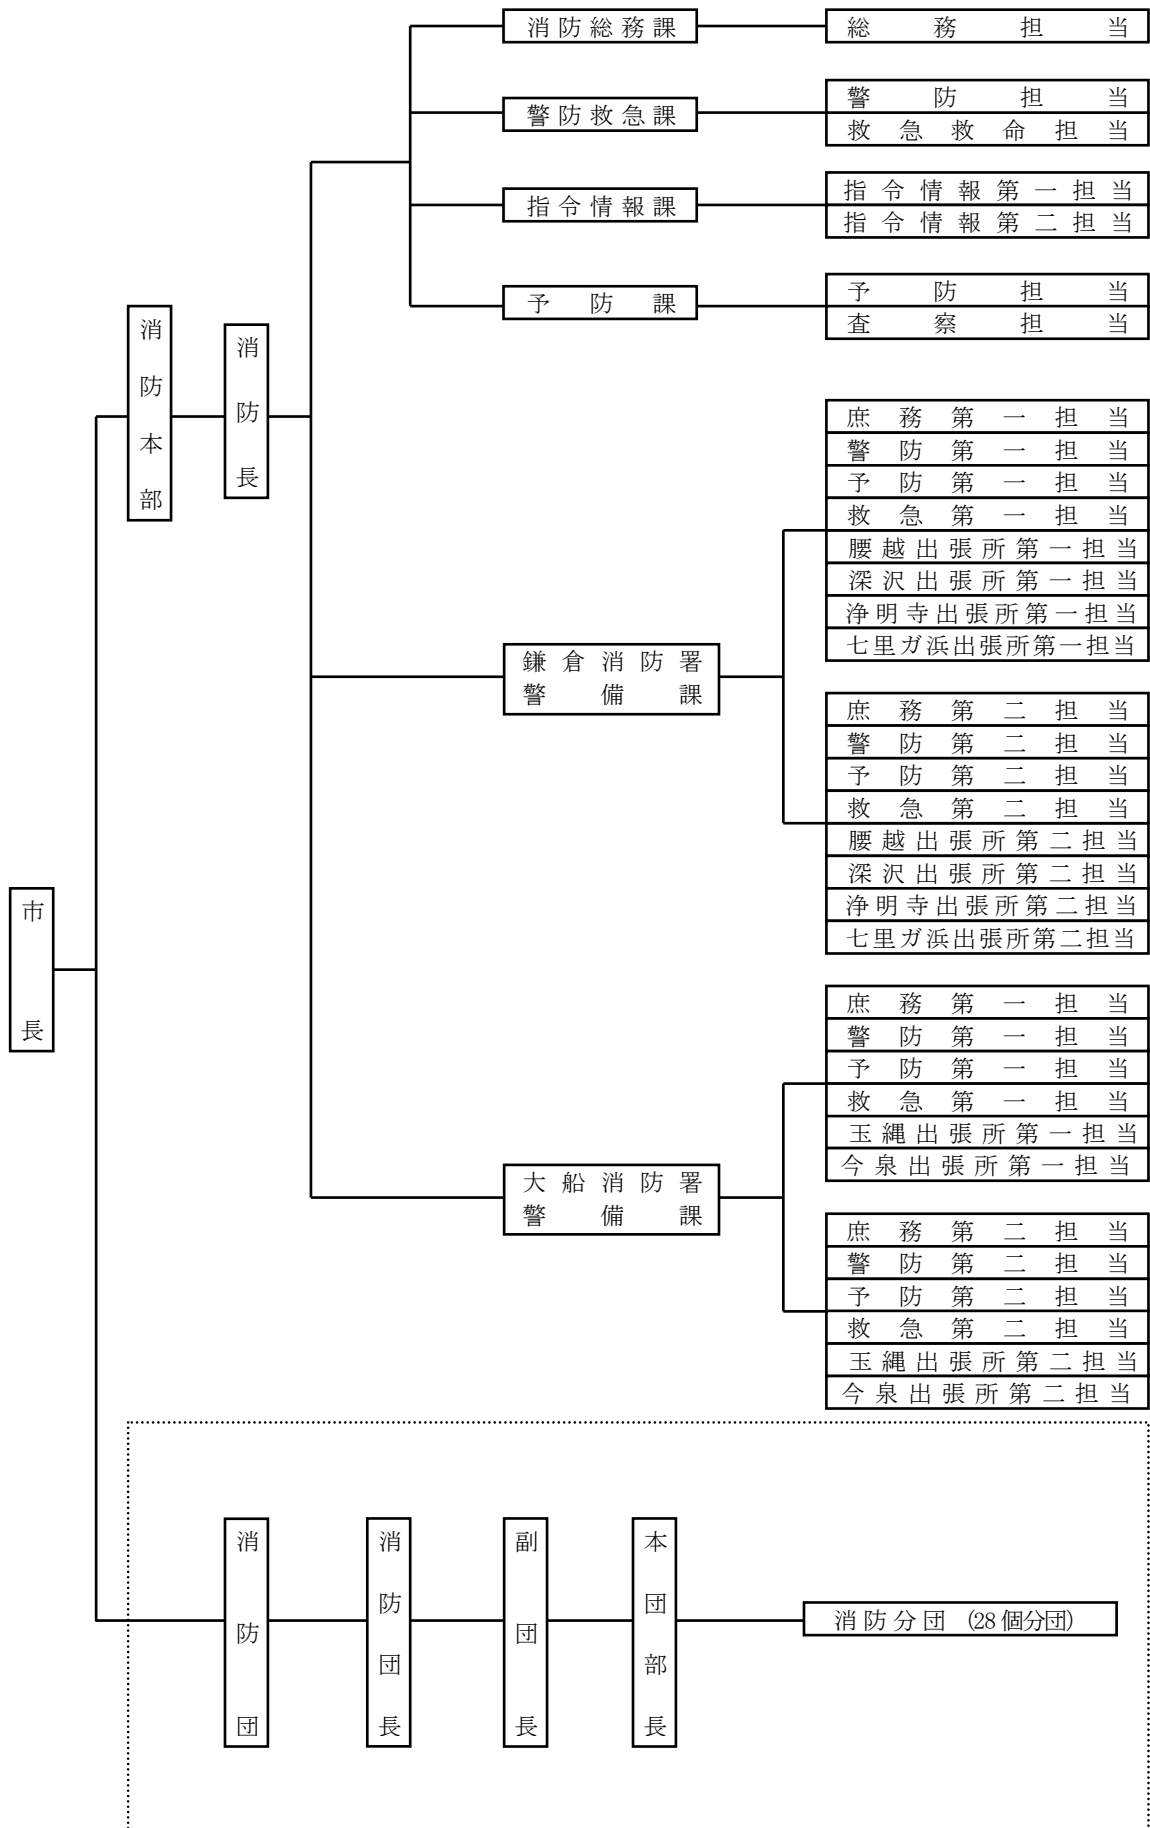 消防総務課
総務担当
警防救急課
警防担当
救急救命担当
指令情報課
指令情報第一担当
指令情報第二担当
予防課
予防担当
査察担当
消防本部
消防長
庶務第一担当
警防第一担当
予防第一担当
救急第一担当
腰越出張所第一担当
深沢出張所第一担当
浄明寺出張所第一担当
七里ガ浜出張所第一担当
鎌倉消防署
警備課
庶務第二担当
警防第二担当
予防第二担当
救急第二担当
腰越出張所第二担当
深沢出張所第二担当
浄明寺出張所第二担当
七里ガ浜出張所第二担当
市長
庶務第一担当
警防第一担当
予防第一担当
救急第一担当
玉縄出張所第一担当
今泉出張所第一担当
大船消防署
警備課
庶務第二担当
警防第二担当
予防第二担当
救急第二担当
玉縄出張所第二担当
今泉出張所第二担当
消防団
消防団長
副団長
本団部長
消防分団 (28個分団)